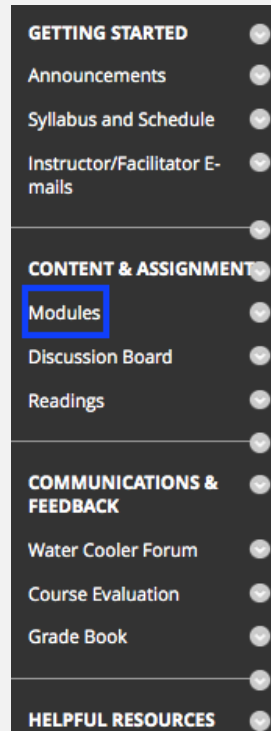 GETTING STARTED
Announcements
Syllabus and Schedule
Instructor/Facilitator E-
mails
CONTENT & ASSIGNMENT
Modules
Discussion Board
Readings
COMMUNICATIONS &
FEEDBACK
Water Cooler Forum
Course Evaluation
Grade Book
HELPFUL RESOURCES